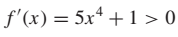 f′(x) = 5x⁴ + 1 > 0